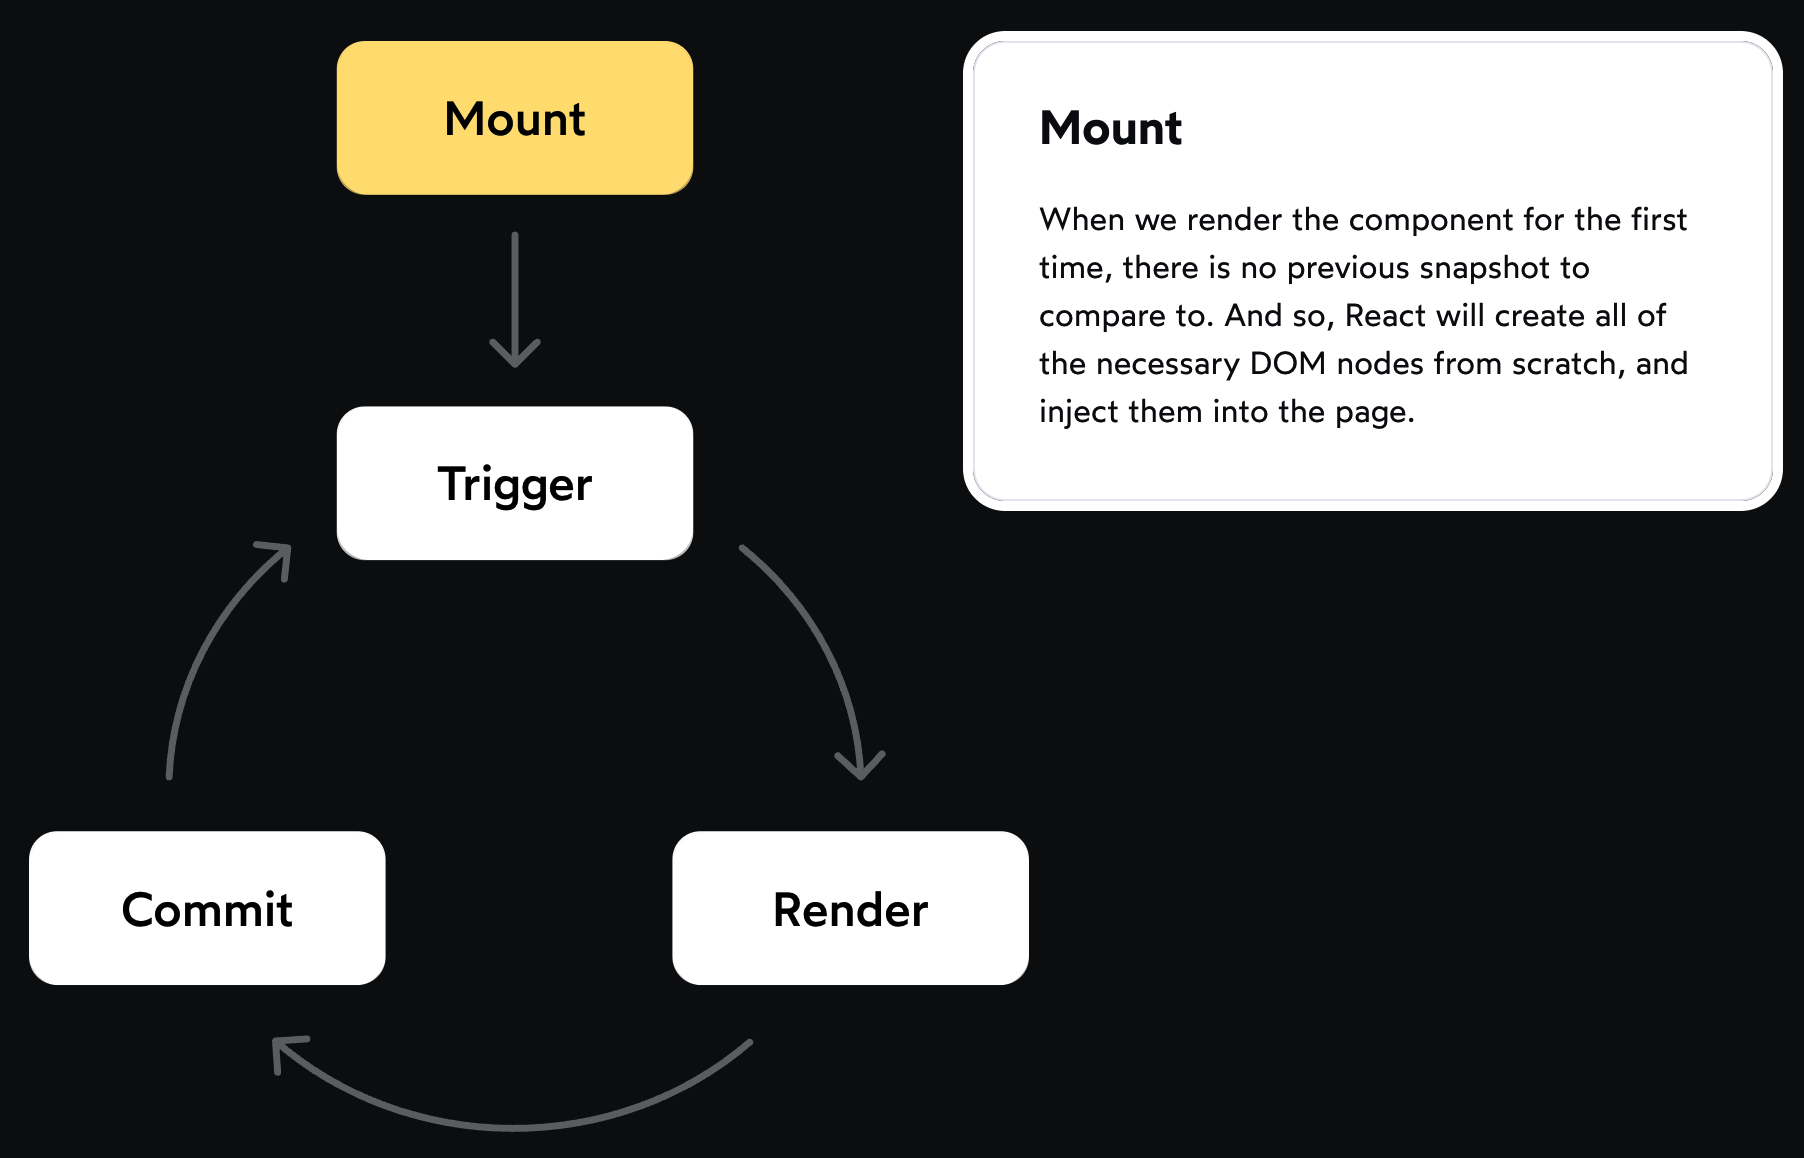 Mount
Trigger
Commit
Render
Mount
When we render the component for the first
time, there is no previous snapshot to
compare to. And so, React will create all of
the necessary DOM nodes from scratch, and
inject them into the page.